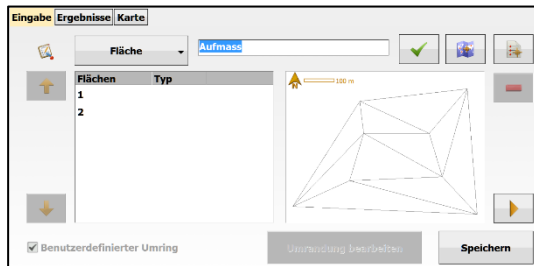 Eingabe Ergebnisse Karte
Fläche Aufmass
Flächen Typ
1
2
100 m
Benutzerdefinierter Umring
Umrandung bearbeiten
Speichern